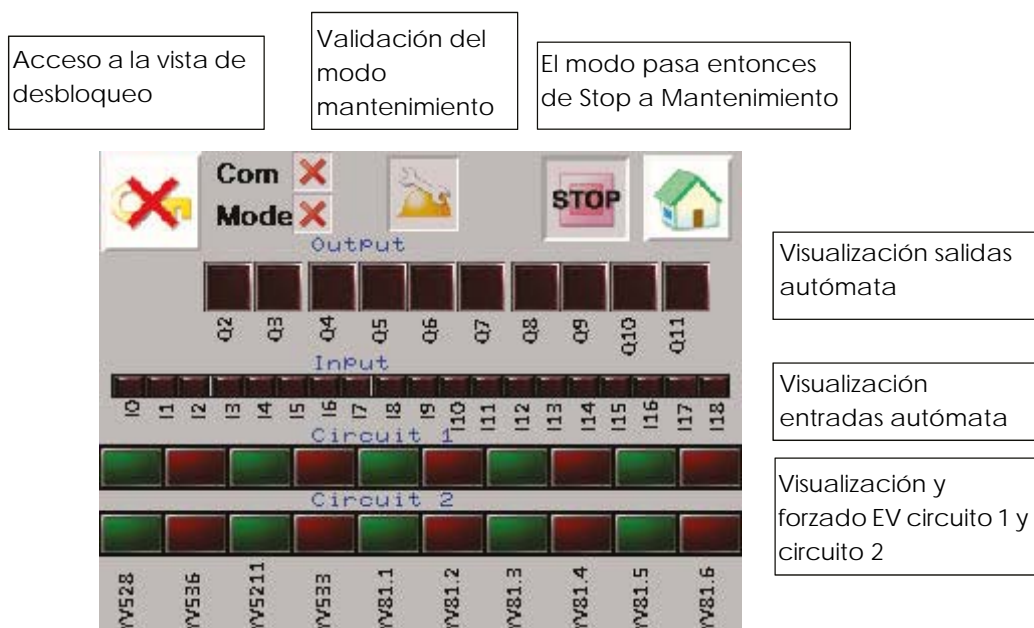 Acceso a la vista de
desbloqueo
Validación del
modo
mantenimiento
El modo pasa entonces
de Stop a Mantenimiento
Com
Mode
STOP
Output
Q2 Q3 Q4 Q5 Q6 Q7 Q8 Q9 Q10 Q11
Visualización salidas
autómata
Input
I0 I1 I2 I3 I4 I5 I6 I7 I8 I9 I10 I11 I12 I13 I14 I15 I16 I17 I18
Visualización
entradas autómata
Circuit 1
Circuit 2
Visualización y
forzado EV circuito 1 y
circuito 2
YV528 YV536 YV5211 YV533 YV81.1 YV81.2 YV81.3 YV81.4 YV81.5 YV81.6